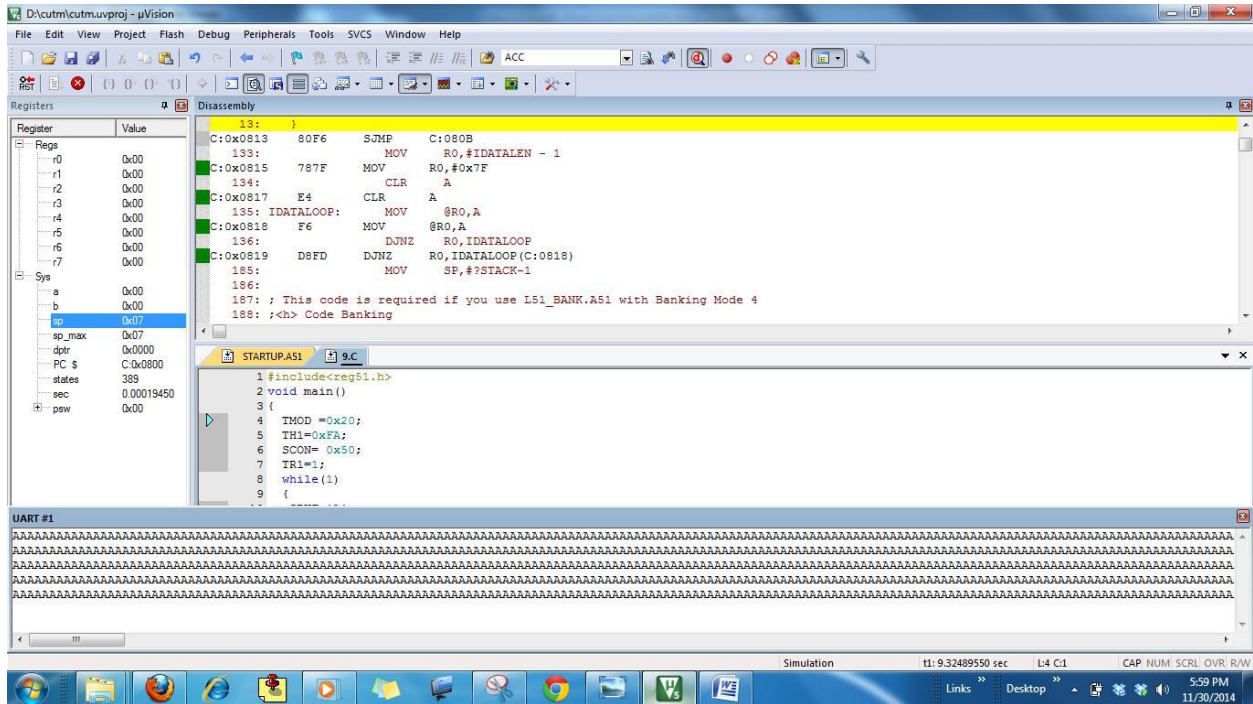 D:\cutm\cutm.uvproj - µVision
File Edit View Project Flash Debug Peripherals Tools SVCS Window Help
ACC
RST
Registers
Register Value
Regs
r0 0x00
r1 0x00
r2 0x00
r3 0x00
r4 0x00
r5 0x00
r6 0x00
r7 0x00
Sys
a 0x00
b 0x00
sp 0x07
sp_max 0x07
dptr 0x0000
PC $ C:0x0800
states 389
sec 0.00019450
psw 0x00
Disassembly
13: }
C:0x0813 80F6 SJMP C:080B
133: MOV R0,#IDATALEN - 1
C:0x0815 787F MOV R0,#0x7F
134: CLR A
C:0x0817 E4 CLR A
135: IDATALOOP: MOV @R0,A
C:0x0818 F6 MOV @R0,A
136: DJNZ R0,IDATALOOP
C:0x0819 D8FD DJNZ R0,IDATALOOP(C:0818)
185: MOV SP,#?STACK-1
186:
187: ; This code is required if you use L51_BANK.A51 with Banking Mode 4
188: ;<h> Code Banking
STARTUP.A51 9.C
1 #include<reg51.h>
2 void main()
3 {
4 TMOD =0x20;
5 TH1=0xFA;
6 SCON= 0x50;
7 TR1=1;
8 while(1)
9 {
UART #1
Simulation t1: 9.32489550 sec L:4 C:1 CAP NUM SCRL OVR R/W
Links Desktop 5:59 PM
11/30/2014